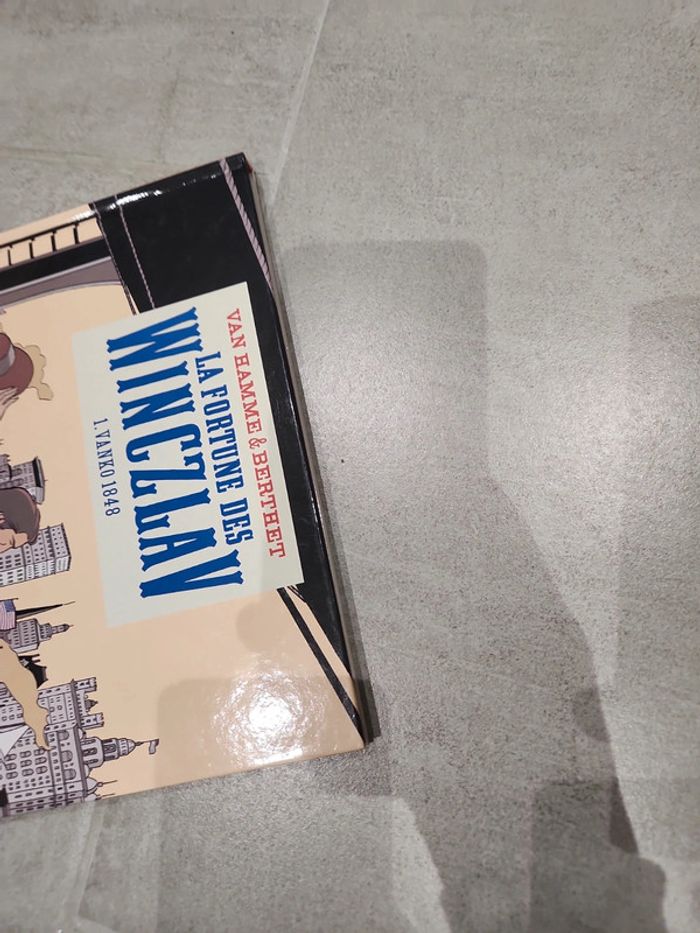 VAN HAMME & BERTHET
LA FORTUNE DES
WINCZLAV
1. VANKO 1848